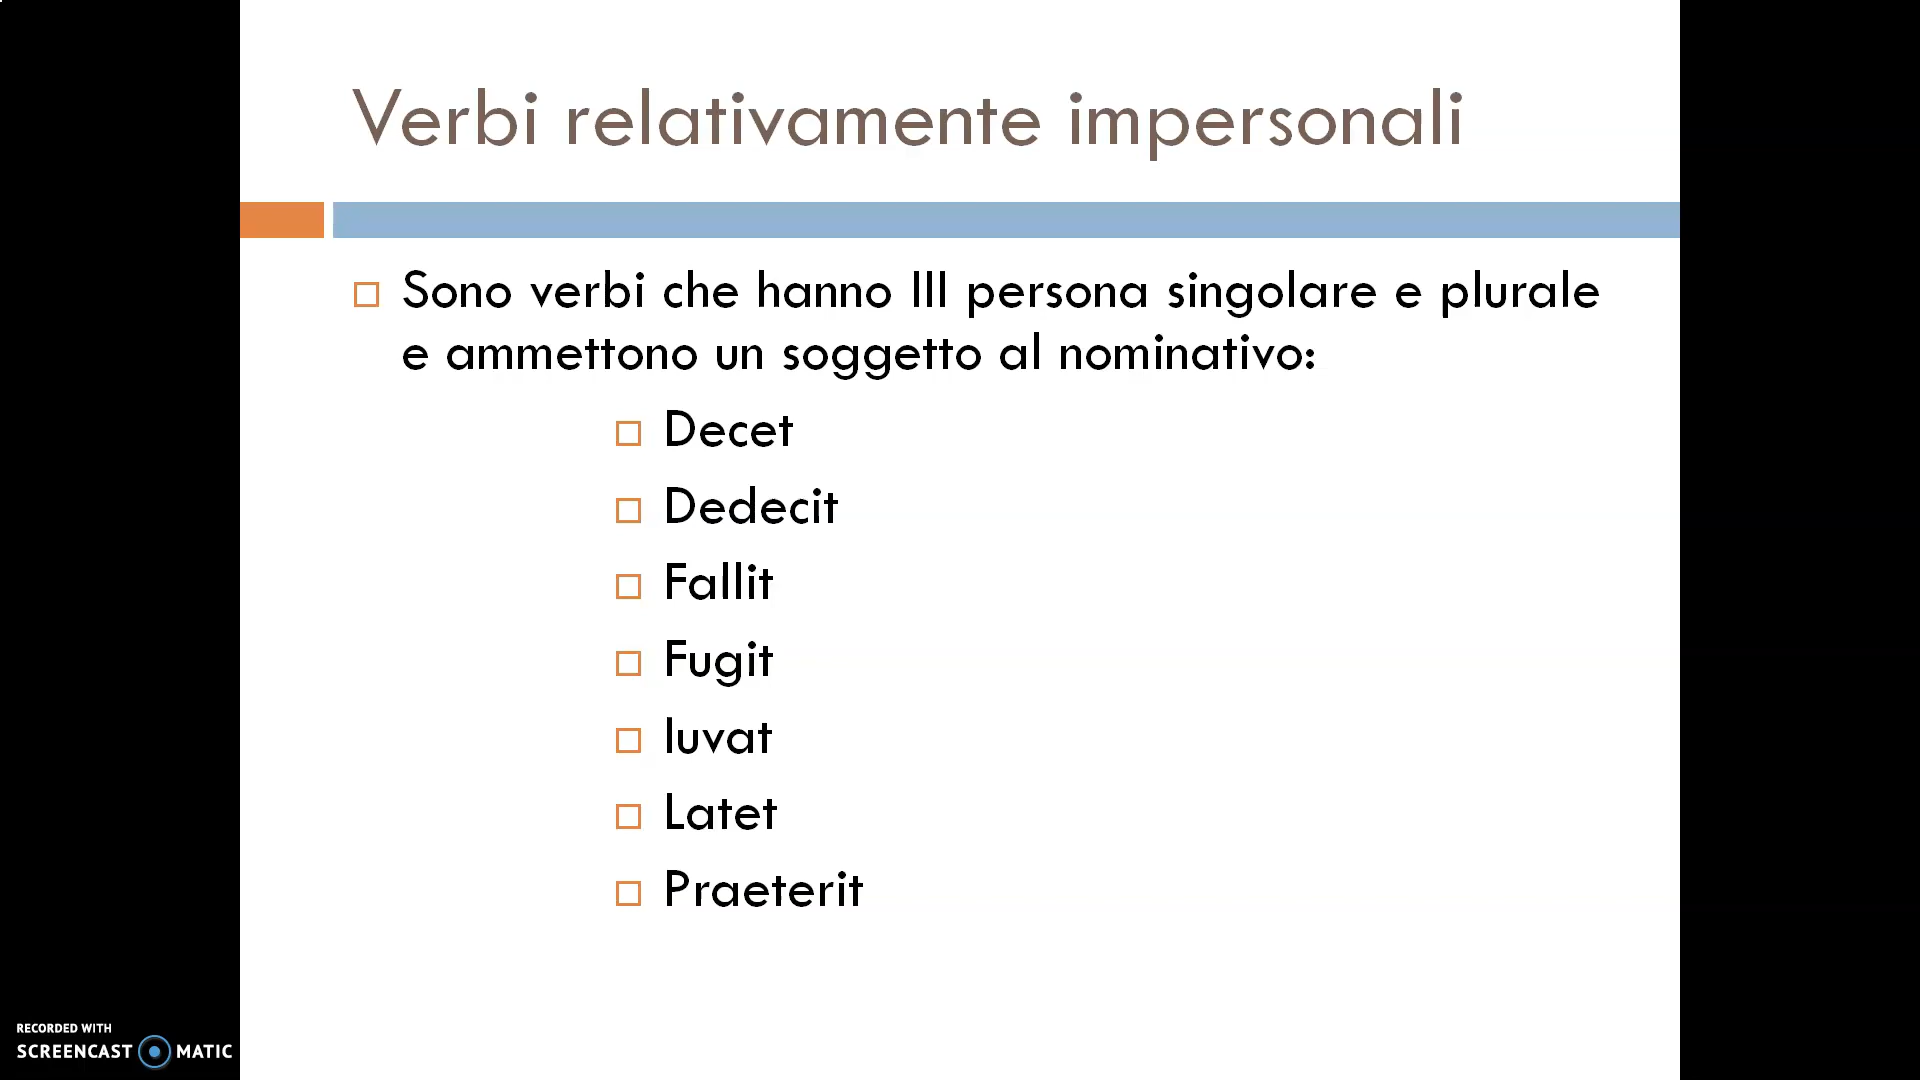 Verbi relativamente impersonali
Sono verbi che hanno III persona singolare e plurale
e ammettono un soggetto al nominativo:
Decet
Dedecit
Fallit
Fugit
Iuvat
Latet
Praeterit
RECORDED WITH
SCREENCAST MATIC